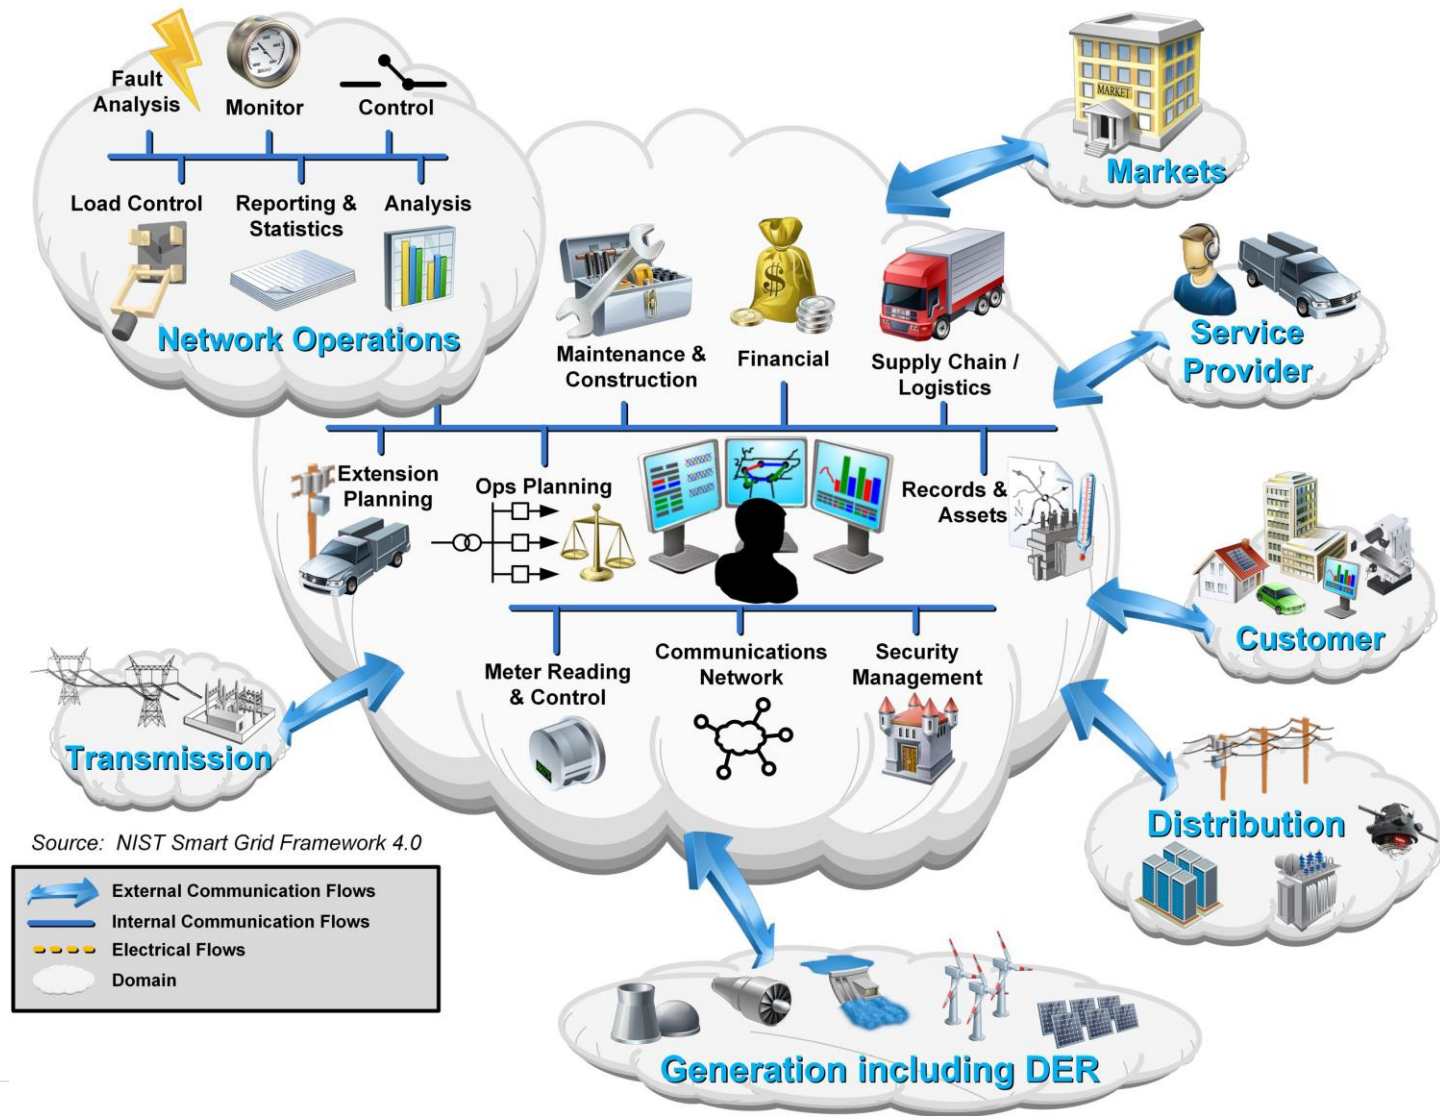 Fault
Analysis
Monitor
Control
Load Control
Reporting &
Statistics
Analysis
Network Operations
MARKET
Markets
Service
Provider
Maintenance &
Construction
Financial
$
Supply Chain /
Logistics
Extension
Planning
Ops Planning
Records &
Assets
N
Customer
Meter Reading
& Control
Communications
Network
Security
Management
Transmission
Distribution
Source: NIST Smart Grid Framework 4.0
External Communication Flows
Internal Communication Flows
Electrical Flows
Domain
Generation including DER